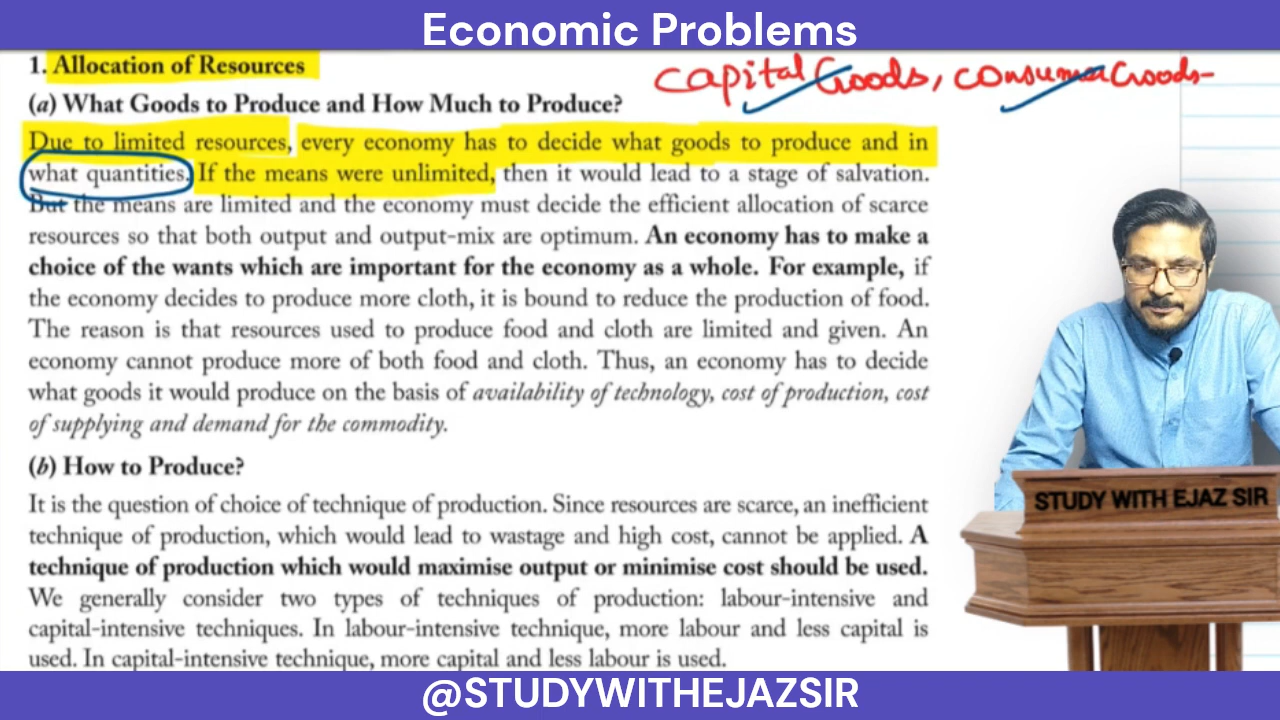 Economic Problems
1. Allocation of Resources
Capital Goods, Consumer Goods-
(a) What Goods to Produce and How Much to Produce?
Due to limited resources, every economy has to decide what goods to produce and in
what quantities. If the means were unlimited, then it would lead to a stage of salvation.
But the means are limited and the economy must decide the efficient allocation of scarce
resources so that both output and output-mix are optimum. An economy has to make a
choice of the wants which are important for the economy as a whole. For example, if
the economy decides to produce more cloth, it is bound to reduce the production of food.
The reason is that resources used to produce food and cloth are limited and given. An
economy cannot produce more of both food and cloth. Thus, an economy has to decide
what goods it would produce on the basis of availability of technology, cost of production, cost
of supplying and demand for the commodity.
(b) How to Produce?
It is the question of choice of technique of production. Since resources are scarce, an inefficient
technique of production, which would lead to wastage and high cost, cannot be applied. A
technique of production which would maximise output or minimise cost should be used.
We generally consider two types of techniques of production: labour-intensive and
capital-intensive techniques. In labour-intensive technique, more labour and less capital is
used. In capital-intensive technique, more capital and less labour is used.
STUDY WITH EJAZ SIR
@STUDYWITHEJAZSIR